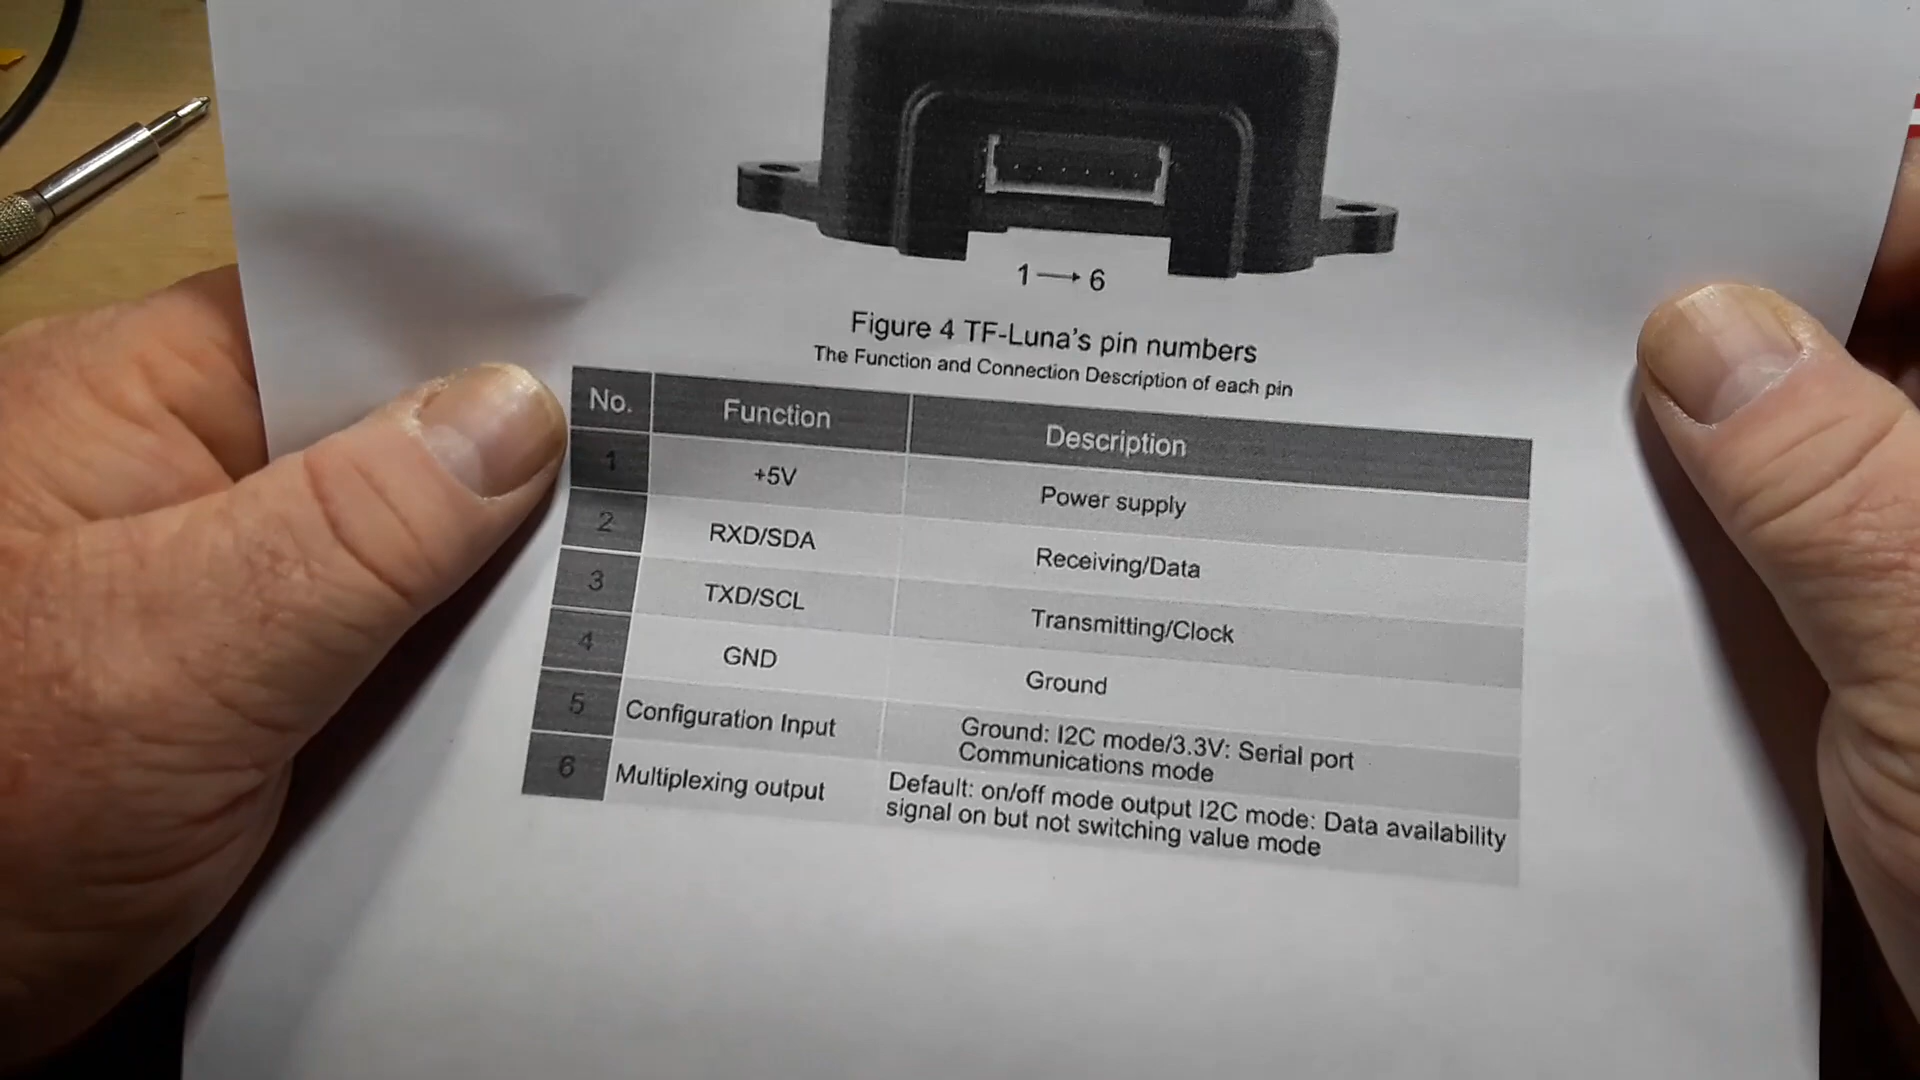 1 → 6
Figure 4 TF-Luna's pin numbers
The Function and Connection Description of each pin
No. Function Description
1 +5V Power supply
2 RXD/SDA Receiving/Data
3 TXD/SCL Transmitting/Clock
4 GND Ground
5 Configuration Input Ground: I2C mode/3.3V: Serial port
Communications mode
6 Multiplexing output Default: on/off mode output I2C mode: Data availability
signal on but not switching value mode